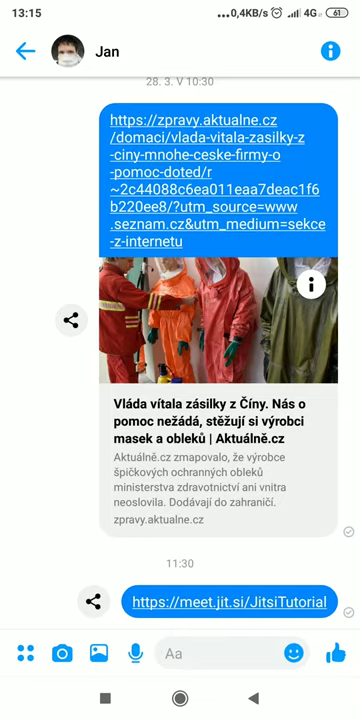 13:15
...0,4KB/s 4G 61
Jan
28. 3. V 10:30
https://zpravy.aktualne.cz
/domaci/vlada-vitala-zasilky-z
-ciny-mnohe-ceske-firmy-o
-pomoc-doted/r
~2c44088c6ea011eaa7deac1f6
b220ee8/?utm_source=www
.seznam.cz&utm_medium=sekce
-z-internetu
Vláda vítala zásilky z Číny. Nás o
pomoc nežádá, stěžují si výrobci
masek a obleků | Aktuálně.cz
Aktuálně.cz zmapovalo, že výrobce
špičkových ochranných obleků
ministerstva zdravotnictví ani vnitra
neoslovila. Dodávají do zahraničí.
zpravy.aktualne.cz
11:30
https://meet.jit.si/JitsiTutorial
Aa